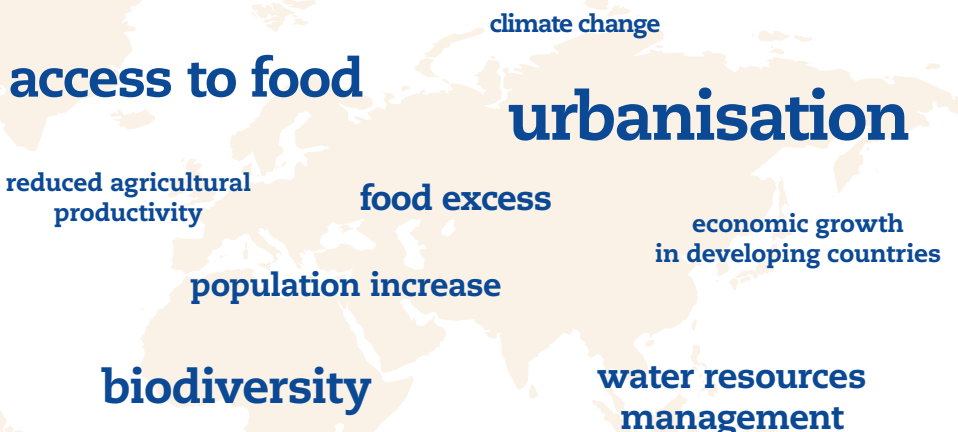 climate change
access to food
urbanisation
reduced agricultural
productivity
food excess
economic growth
in developing countries
population increase
biodiversity
water resources
management